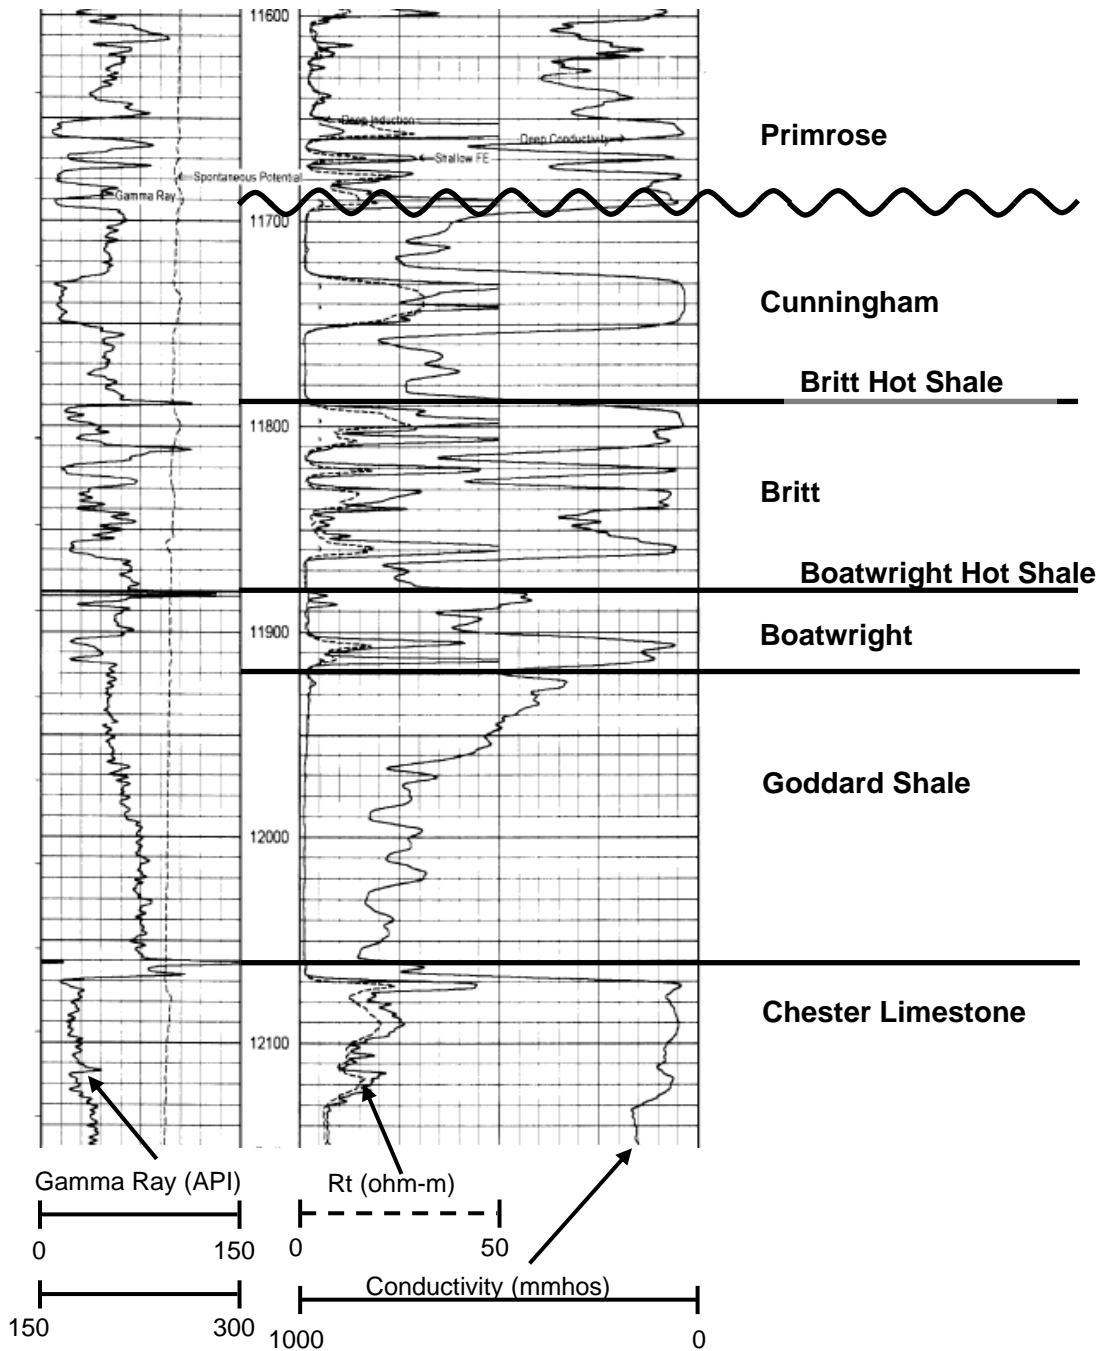 11600
Deep Induction
Deep Conductivity
Primrose
Shallow FE
Spontaneous Potential
Gamma Ray
11700
Cunningham
Britt Hot Shale
11800
Britt
Boatwright Hot Shale
11900
Boatwright
Goddard Shale
12000
Chester Limestone
12100
Gamma Ray (API)
Rt (ohm-m)
0 150
0 50
Conductivity (mmhos)
150 300
1000 0